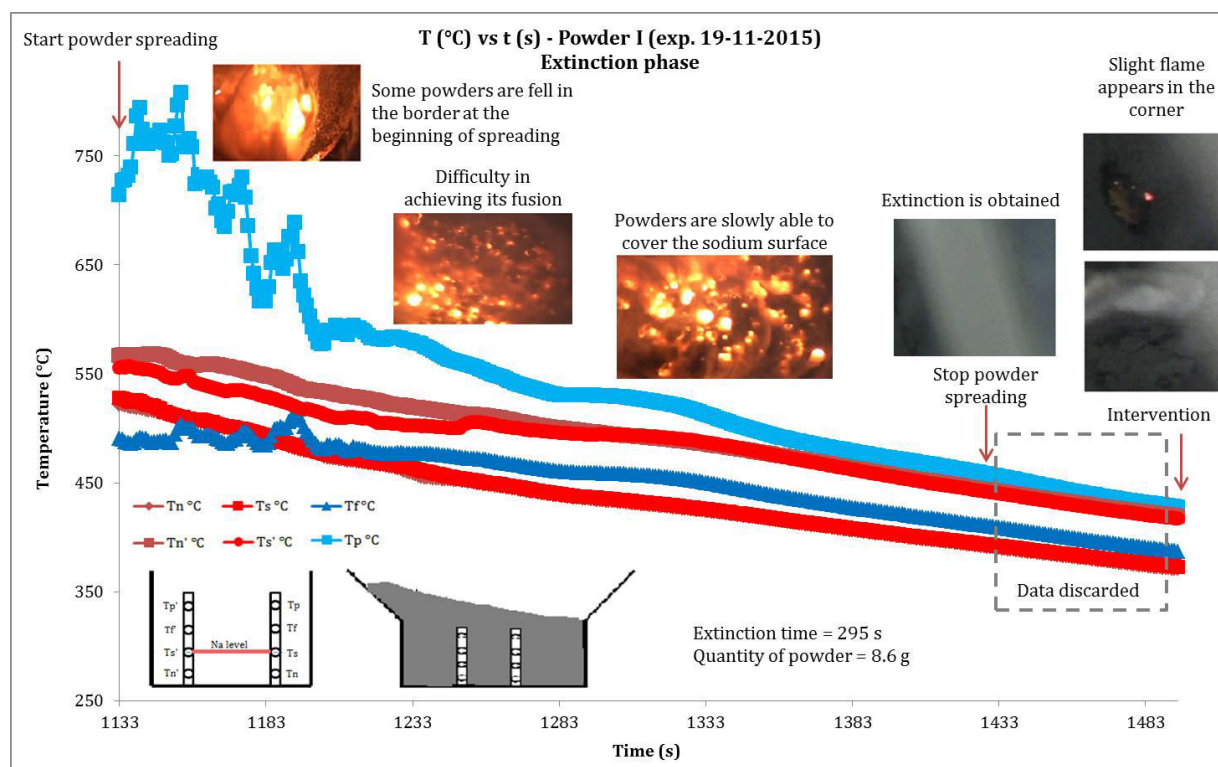 T (°C) vs t (s) - Powder I (exp. 19-11-2015)
Extinction phase
Start powder spreading
Some powders are fell in
the border at the
beginning of spreading
Difficulty in
achieving its fusion
Powders are slowly able to
cover the sodium surface
Extinction is obtained
Slight flame
appears in the
corner
Stop powder
spreading
Intervention
Data discarded
Temperature (°C)
750
650
550
450
350
250
Tn °C
Ts °C
Tf °C
Tn' °C
Ts' °C
Tp °C
Tp'
Tf'
Ts'
Tn'
Na level
Tp
Tf
Ts
Tn
Extinction time = 295 s
Quantity of powder = 8.6 g
1133
1183
1233
1283
1333
1383
1433
1483
Time (s)